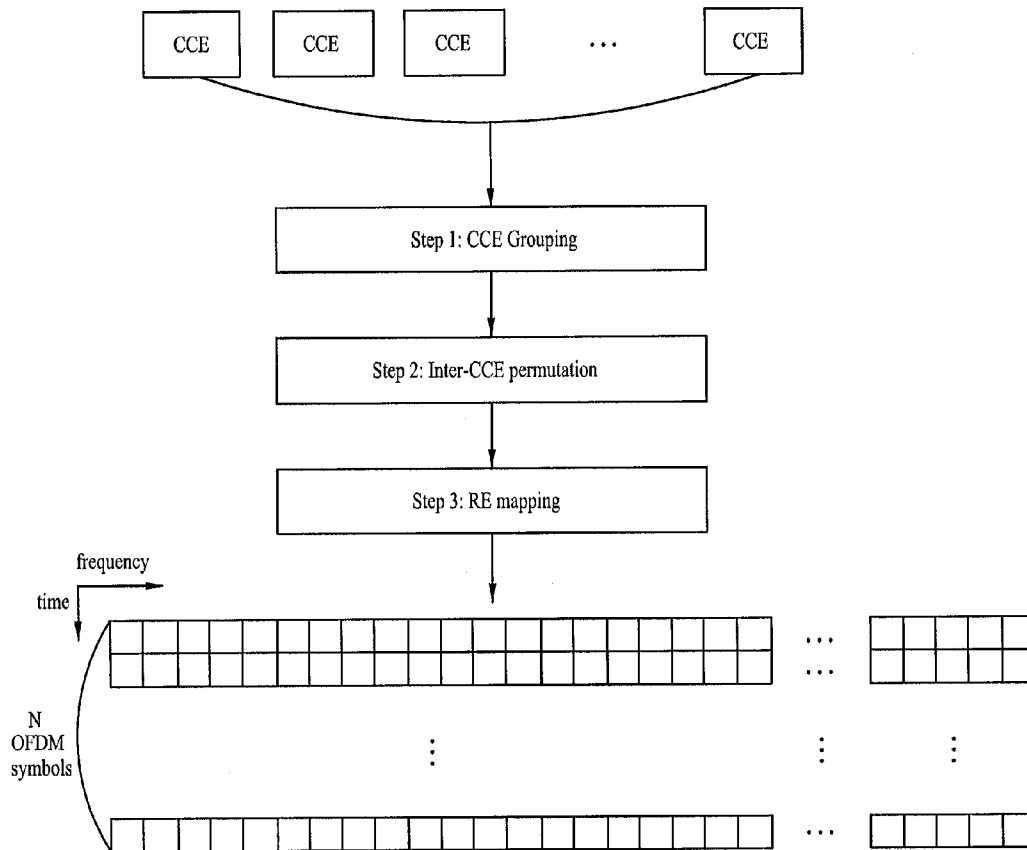 CCE CCE CCE ... CCE
Step 1: CCE Grouping
Step 2: Inter-CCE permutation
Step 3: RE mapping
frequency
time
...
...
N
OFDM
symbols
...